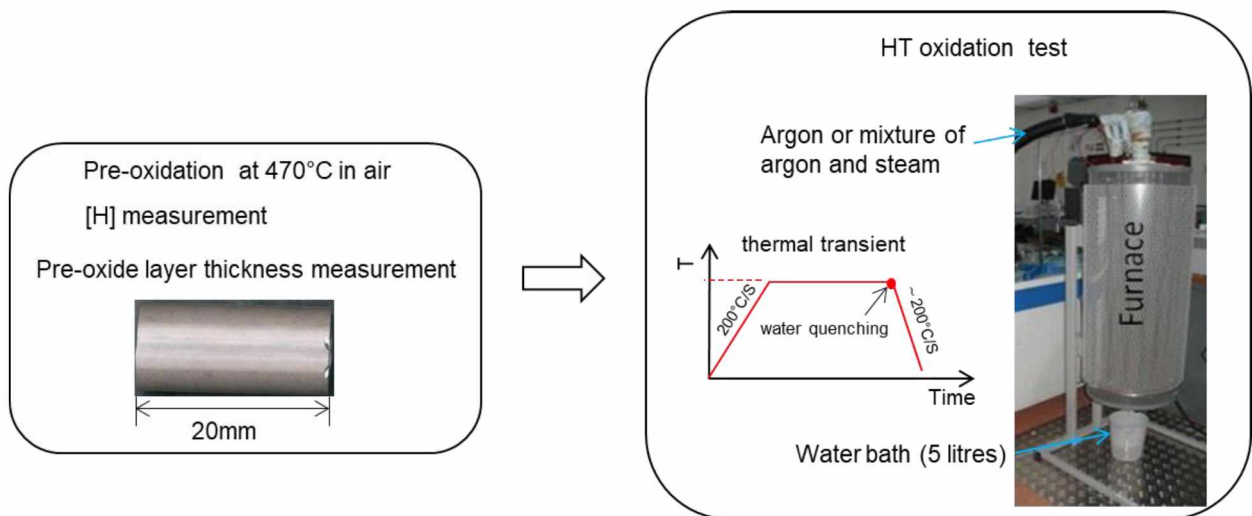 Pre-oxidation at 470°C in air
[H] measurement
Pre-oxide layer thickness measurement
20mm
HT oxidation test
Argon or mixture of
argon and steam
thermal transient
T
200°C/S
water quenching
~ 200°C/S
Time
Furnace
Water bath (5 litres)